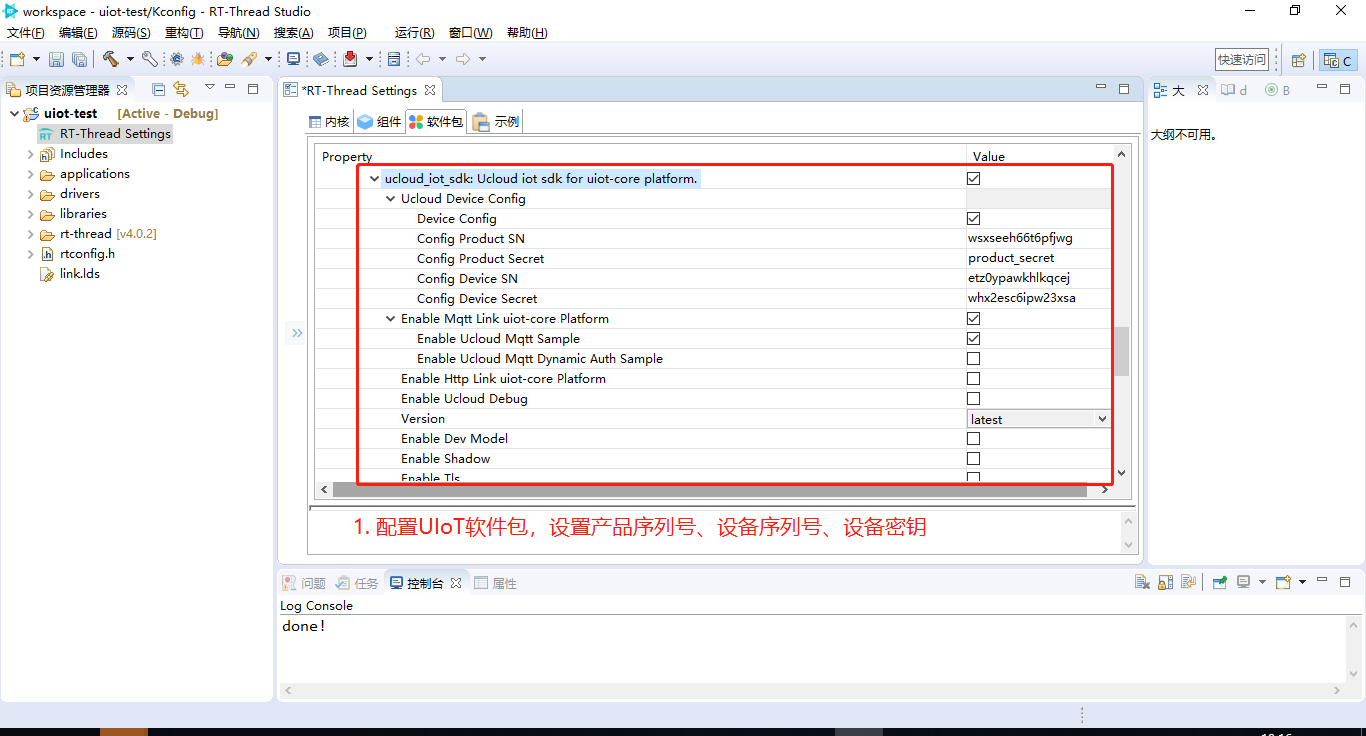 workspace - uiot-test/Kconfig - RT-Thread Studio
文件(F) 编辑(E) 源码(S) 重构(T) 导航(N) 搜索(A) 项目(P) 运行(R) 窗口(W) 帮助(H)
快速访问 C
项目资源管理器
uiot-test [Active - Debug]
RT-Thread Settings
Includes
applications
drivers
libraries
rt-thread [v4.0.2]
rtconfig.h
link.lds
*RT-Thread Settings
内核 组件 软件包 示例
Property Value
ucloud_iot_sdk: Ucloud iot sdk for uiot-core platform.
Ucloud Device Config
Device Config
Config Product SN wsxseeh66t6pfjwg
Config Product Secret product_secret
Config Device SN etz0ypawkhlkqcej
Config Device Secret whx2esc6ipw23xsa
Enable Mqtt Link uiot-core Platform
Enable Ucloud Mqtt Sample
Enable Ucloud Mqtt Dynamic Auth Sample
Enable Http Link uiot-core Platform
Enable Ucloud Debug
Version latest
Enable Dev Model
Enable Shadow
Enable Tls
1. 配置UIoT软件包，设置产品序列号、设备序列号、设备密钥
大 d B
大纲不可用。
问题 任务 控制台 属性
Log Console
done!